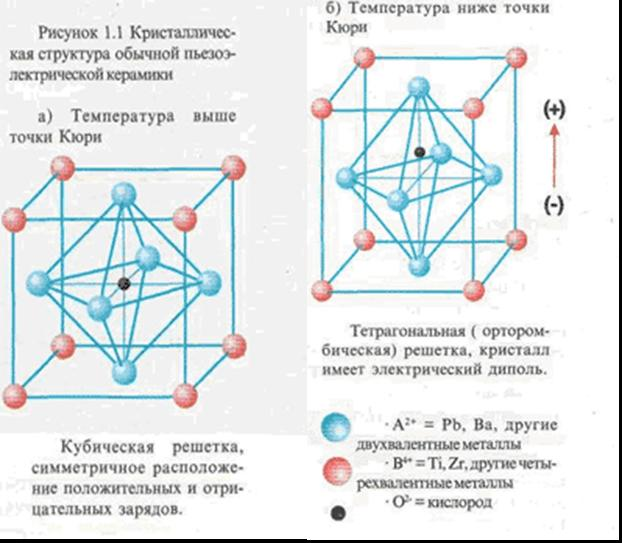 Рисунок 1.1 Кристалличес-
кая структура обычной пьезоэ-
лектрической керамики
а) Температура выше
точки Кюри
Кубическая решетка,
симметричное расположе-
ние положительных и отри-
цательных зарядов.
б) Температура ниже точки
Кюри
(+)
(-)
Тетрагональная ( ортором-
бическая) решетка, кристалл
имеет электрический диполь.
· A²⁺ = Pb, Ba, другие
двухвалентные металлы
· B⁴⁺ = Ti, Zr, другие четы-
рехвалентные металлы
· O²⁻ = кислород